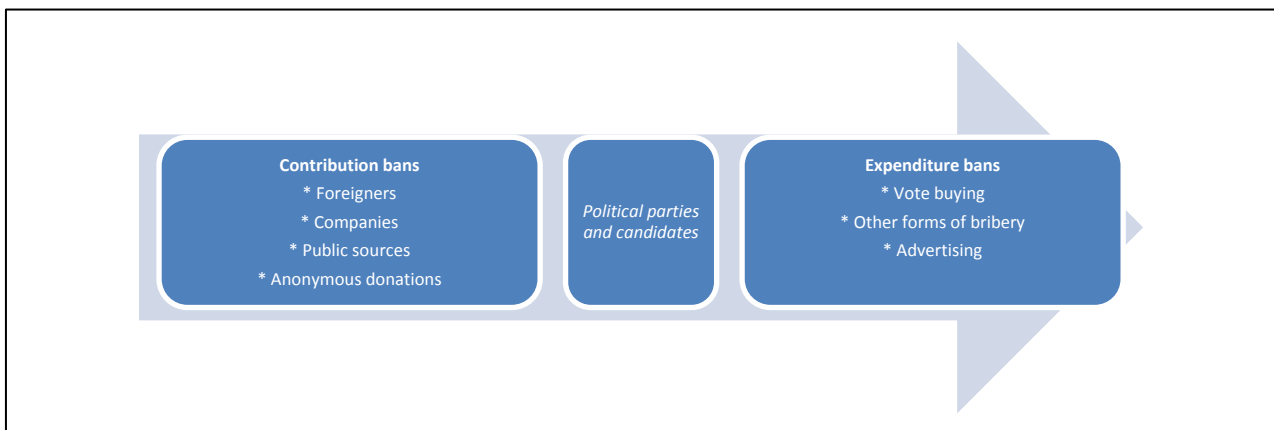 Contribution bans
* Foreigners
* Companies
* Public sources
* Anonymous donations
Political parties
and candidates
Expenditure bans
* Vote buying
* Other forms of bribery
* Advertising